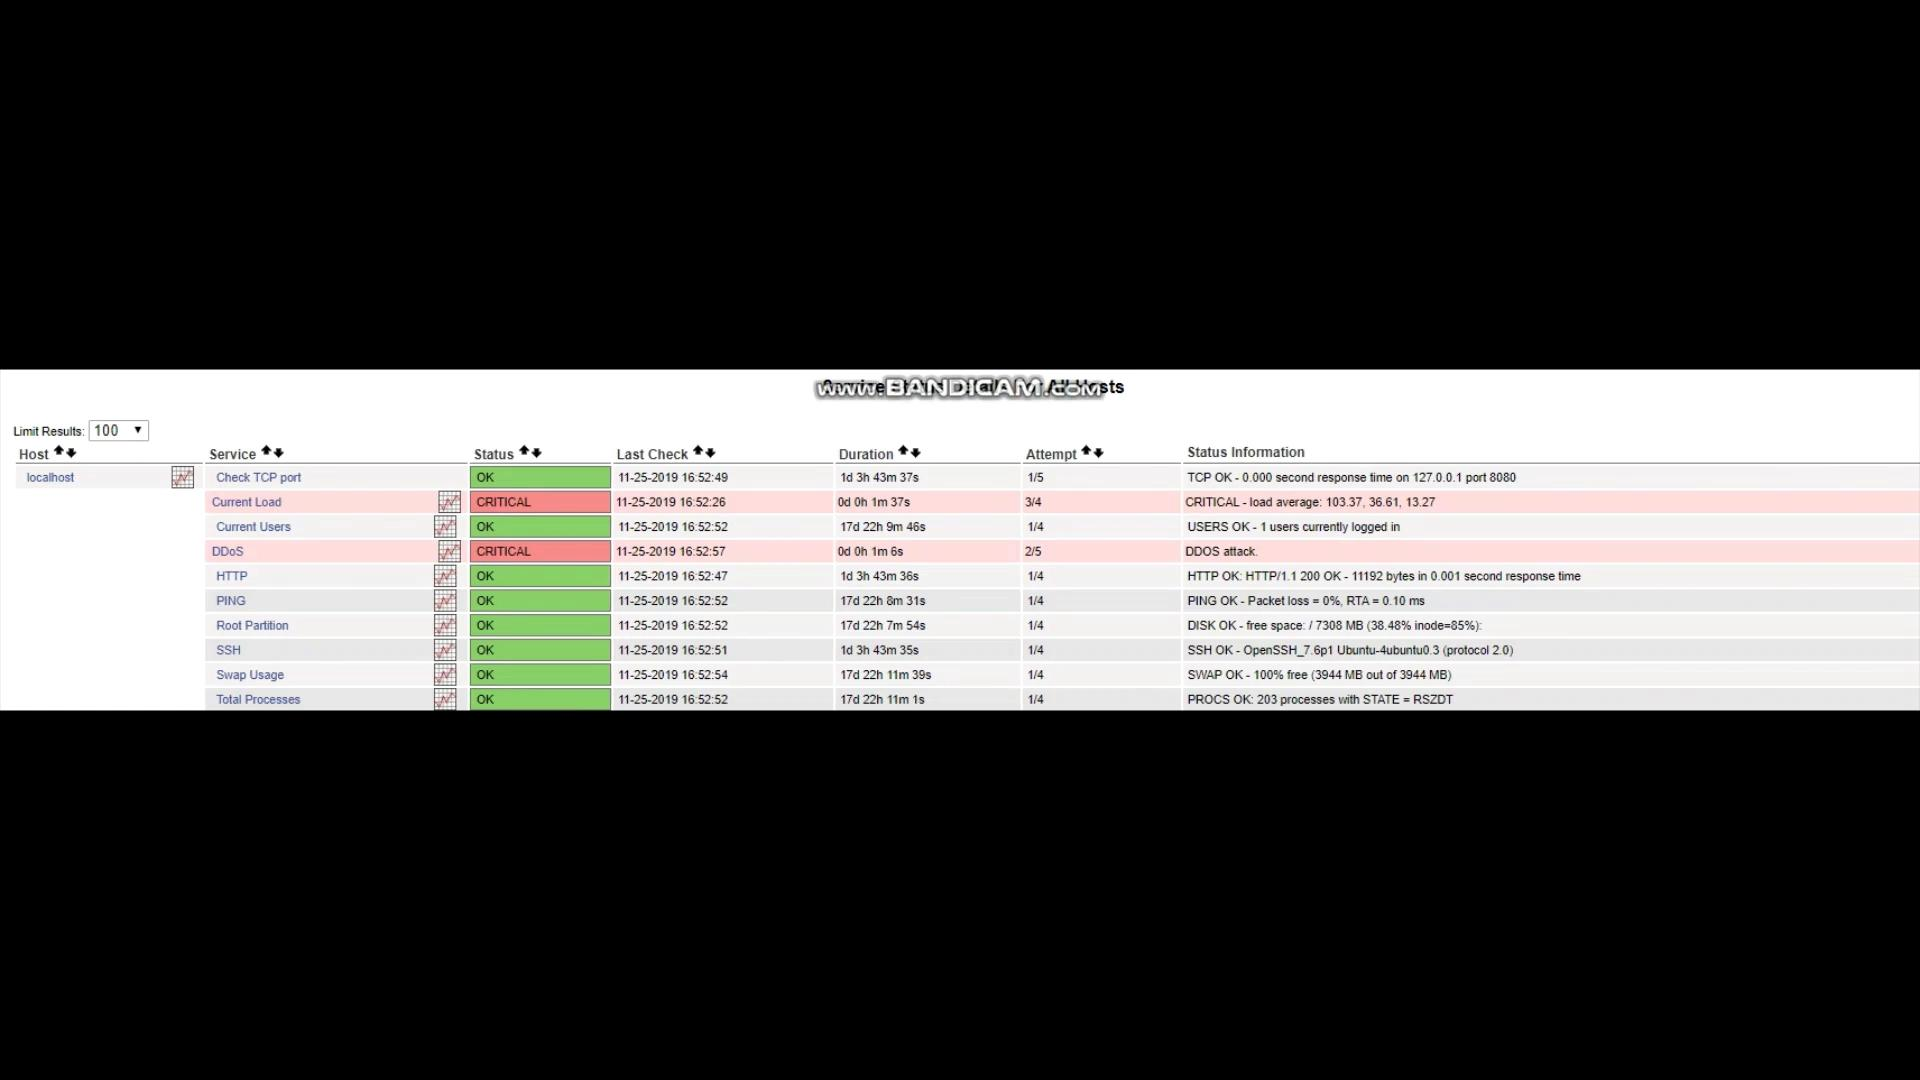 www.BANDICAM.com
Limit Results: 100
Host Service Status Last Check Duration Attempt Status Information
localhost Check TCP port OK 11-25-2019 16:52:49 1d 3h 43m 37s 1/5 TCP OK - 0.000 second response time on 127.0.0.1 port 8080
Current Load CRITICAL 11-25-2019 16:52:26 0d 0h 1m 37s 3/4 CRITICAL - load average: 103.37, 36.61, 13.27
Current Users OK 11-25-2019 16:52:52 17d 22h 9m 46s 1/4 USERS OK - 1 users currently logged in
DDoS CRITICAL 11-25-2019 16:52:57 0d 0h 1m 6s 2/5 DDOS attack.
HTTP OK 11-25-2019 16:52:47 1d 3h 43m 36s 1/4 HTTP OK: HTTP/1.1 200 OK - 11192 bytes in 0.001 second response time
PING OK 11-25-2019 16:52:52 17d 22h 8m 31s 1/4 PING OK - Packet loss = 0%, RTA = 0.10 ms
Root Partition OK 11-25-2019 16:52:52 17d 22h 7m 54s 1/4 DISK OK - free space: / 7308 MB (38.48% inode=85%):
SSH OK 11-25-2019 16:52:51 1d 3h 43m 35s 1/4 SSH OK - OpenSSH_7.6p1 Ubuntu-4ubuntu0.3 (protocol 2.0)
Swap Usage OK 11-25-2019 16:52:54 17d 22h 11m 39s 1/4 SWAP OK - 100% free (3944 MB out of 3944 MB)
Total Processes OK 11-25-2019 16:52:52 17d 22h 11m 1s 1/4 PROCS OK: 203 processes with STATE = RSZDT